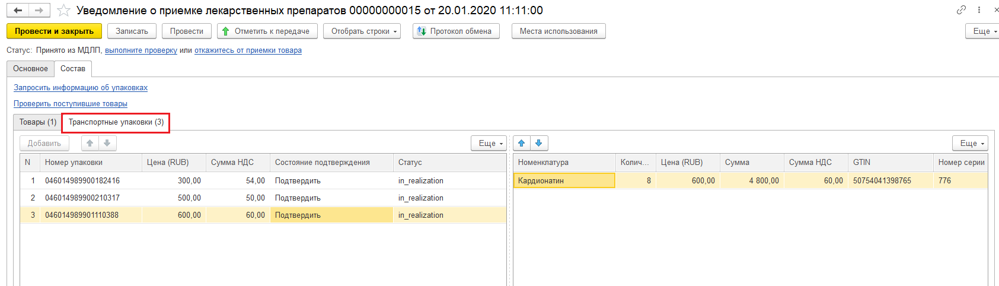 Уведомление о приемке лекарственных препаратов 00000000015 от 20.01.2020 11:11:00
Провести и закрыть Записать Провести Отметить к передаче Отобрать строки Протокол обмена Места использования Еще
Статус: Принято из МДЛП, выполните проверку или откажитесь от приемки товара
Основное Состав
Запросить информацию об упаковках
Проверить поступившие товары
Товары (1) Транспортные упаковки (3)
Добавить Еще Еще
N Номер упаковки Цена (RUB) Сумма НДС Состояние подтверждения Статус Номенклатура Колич... Цена (RUB) Сумма Сумма НДС GTIN Номер серии
1 046014989900182416 300,00 54,00 Подтвердить in_realization Кардионатин 8 600,00 4 800,00 60,00 50754041398765 776
2 046014989900210317 500,00 50,00 Подтвердить in_realization
3 046014989901110388 600,00 60,00 Подтвердить in_realization